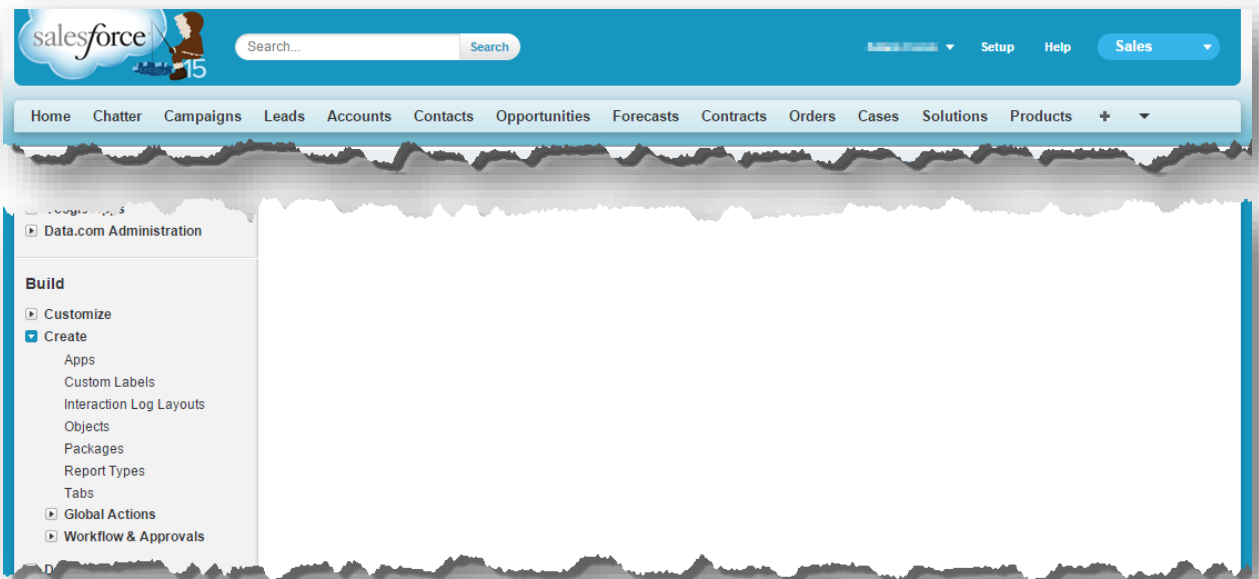 salesforce
15
Search... Search Setup Help Sales
Home Chatter Campaigns Leads Accounts Contacts Opportunities Forecasts Contracts Orders Cases Solutions Products +
Data.com Administration
Build
Customize
Create
Apps
Custom Labels
Interaction Log Layouts
Objects
Packages
Report Types
Tabs
Global Actions
Workflow & Approvals